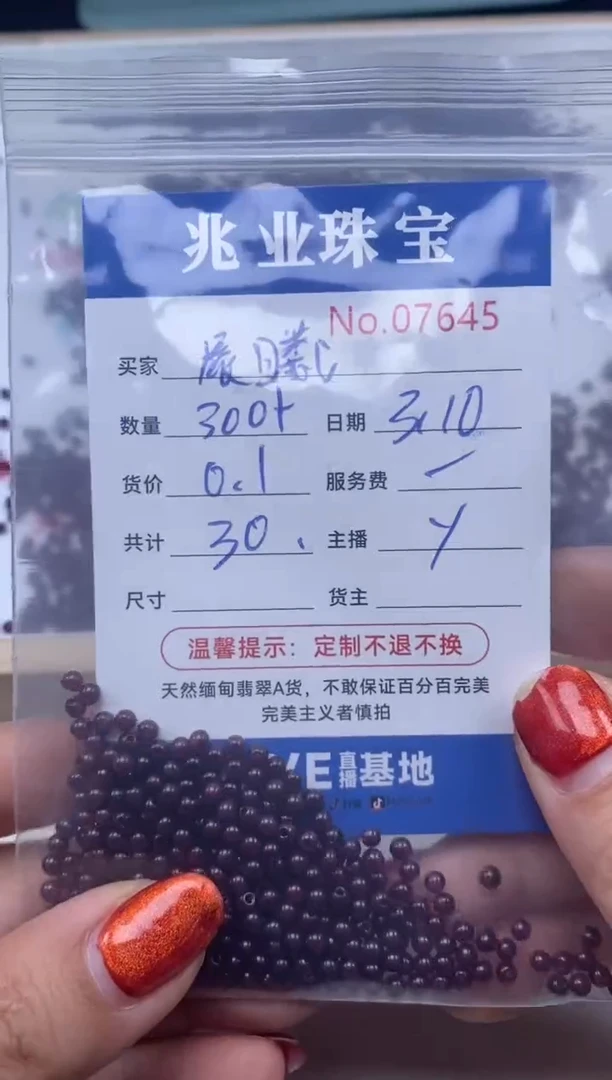 兆业珠宝
No.07645
买家
数量 300+ 日期 3.10
货价 0.1 服务费
共计 30. 主播 y
尺寸 货主
温馨提示：定制不退不换
天然缅甸翡翠A货，不敢保证百分百完美
完美主义者慎拍
VE直播基地